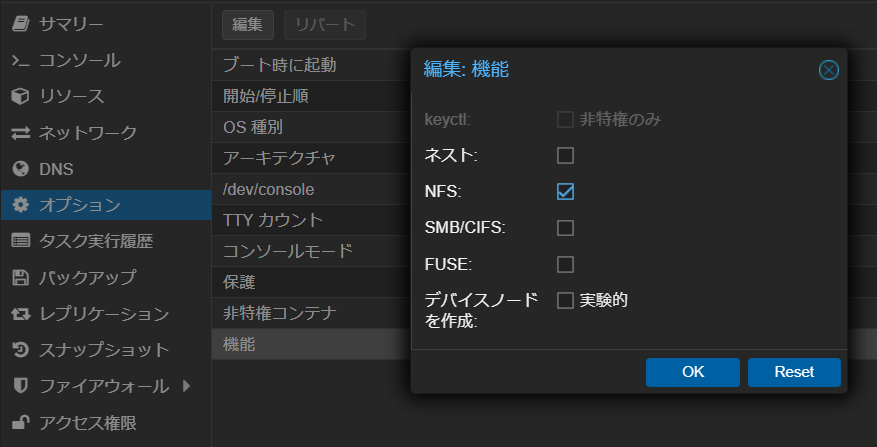 サマリー
コンソール
リソース
ネットワーク
DNS
オプション
タスク実行履歴
バックアップ
レプリケーション
スナップショット
ファイアウォール
アクセス権限
編集 リバート
ブート時に起動
開始/停止順
OS 種別
アーキテクチャ
/dev/console
TTY カウント
コンソールモード
保護
非特権コンテナ
機能
編集: 機能
keyctl: 非特権のみ
ネスト:
NFS:
SMB/CIFS:
FUSE:
デバイスノード 実験的
を作成:
OK Reset